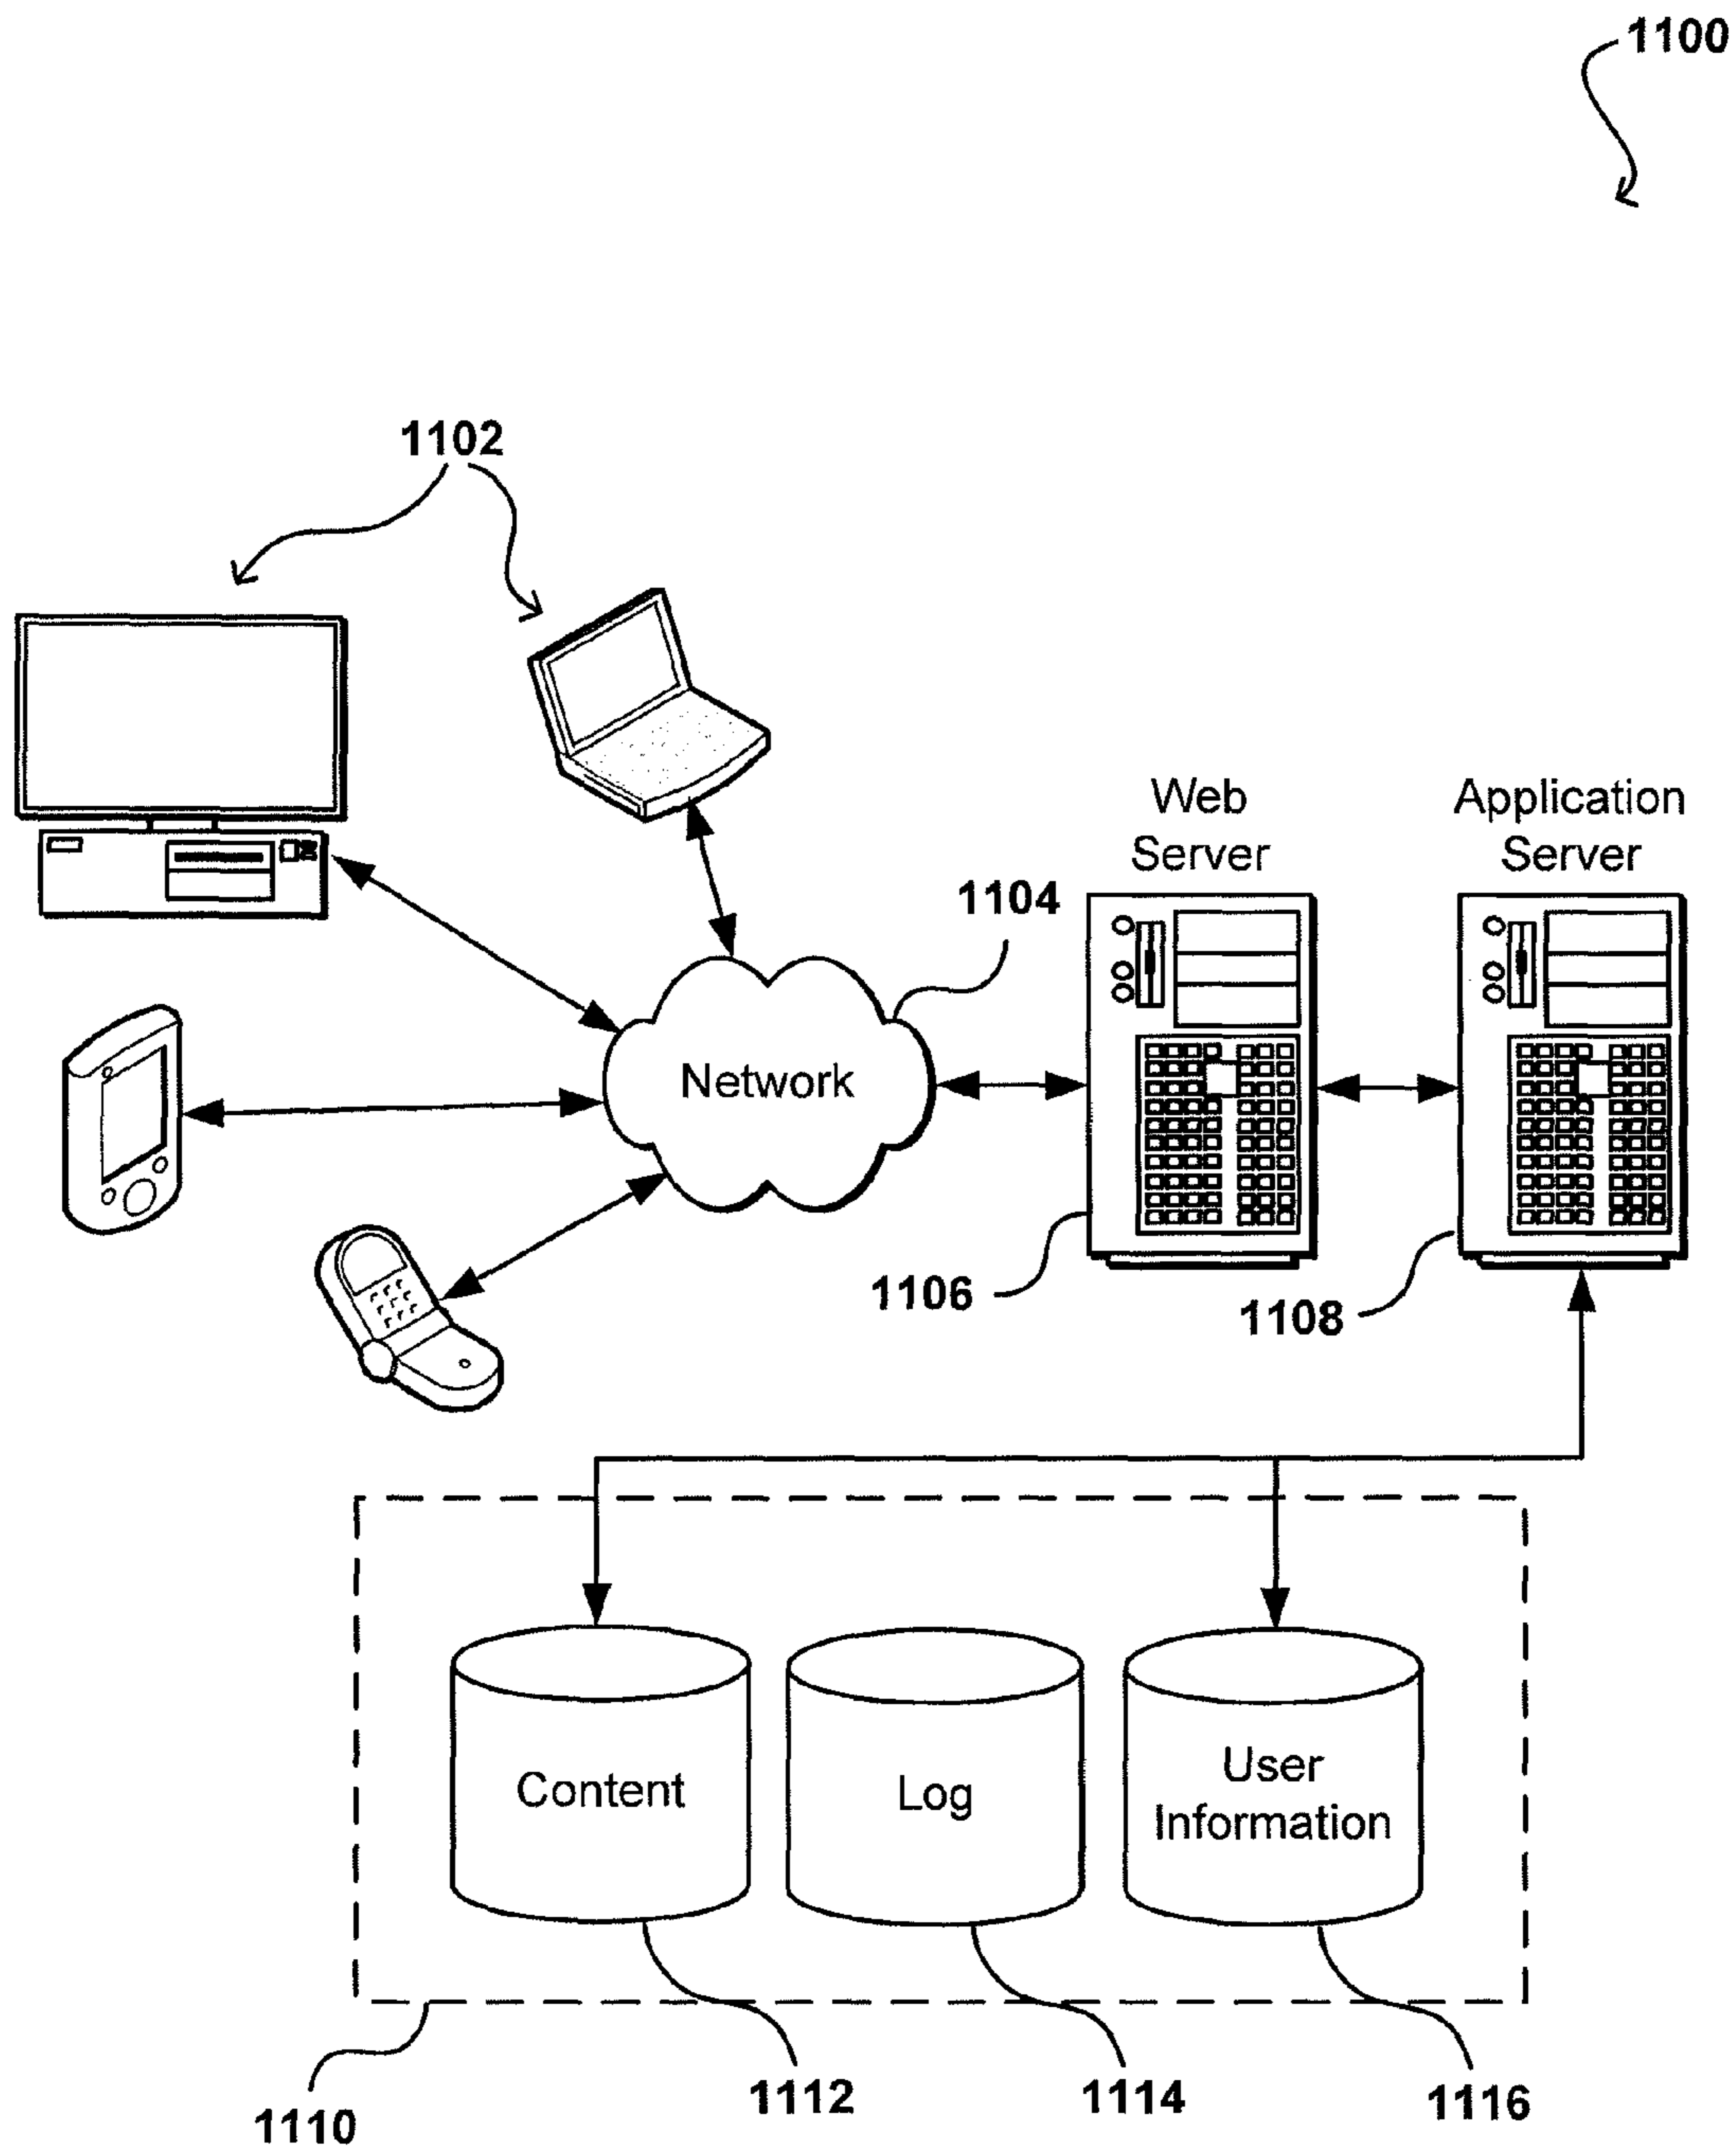 1100
1102
Web
Server
Application
Server
1104
Network
1106
1108
Content
Log
User
Information
1110
1112
1114
1116